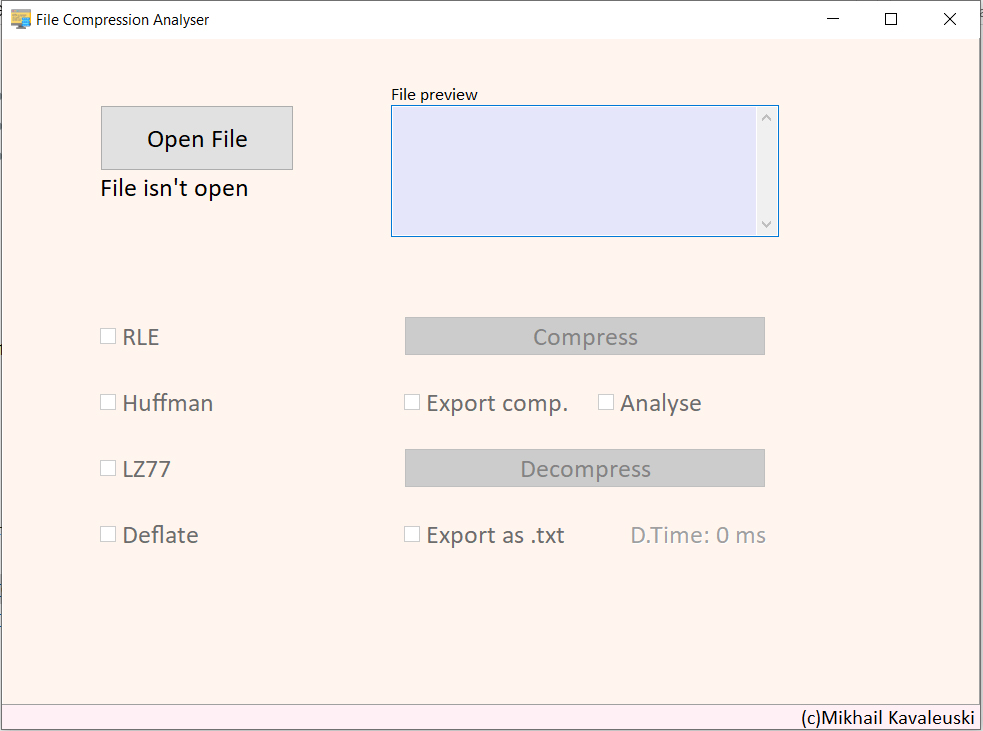 File Compression Analyser
File preview
Open File
File isn't open
RLE
Compress
Huffman
Export comp.
Analyse
LZ77
Decompress
Deflate
Export as .txt
D.Time: 0 ms
(c)Mikhail Kavaleuski